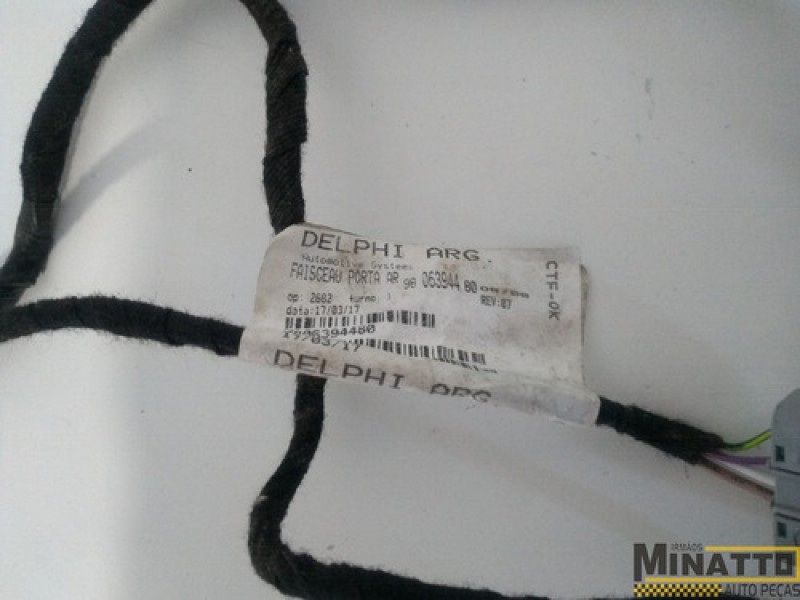 DELPHI ARG.
Automotive Systems
FAISCEAU PORTA AR 98 063944 80
REV:07
op: 2662 turno: 1
data:17/03/17
CTF-OK
DELPHI ARG.
IRMÃOS
MINATTO
AUTO PEÇAS